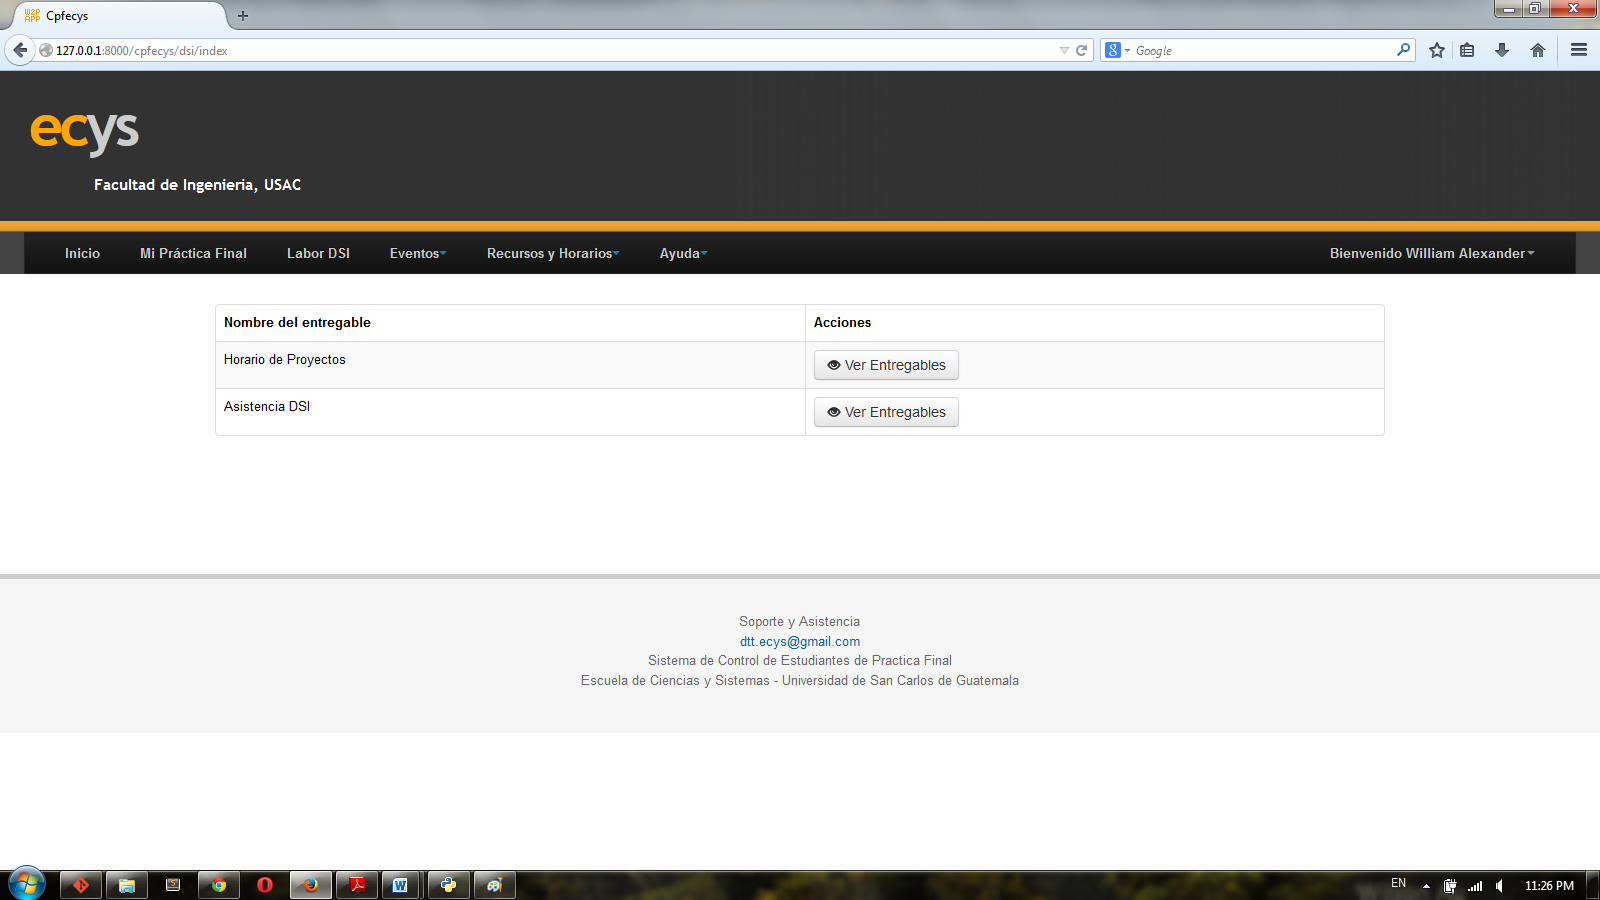 Cpfecys
127.0.0.1:8000/cpfecys/dsi/index
Google
ecys
Facultad de Ingenieria, USAC
Inicio Mi Práctica Final Labor DSI Eventos Recursos y Horarios Ayuda Bienvenido William Alexander
Nombre del entregable Acciones
Horario de Proyectos Ver Entregables
Asistencia DSI Ver Entregables
Soporte y Asistencia
dtt.ecys@gmail.com
Sistema de Control de Estudiantes de Practica Final
Escuela de Ciencias y Sistemas - Universidad de San Carlos de Guatemala
EN 11:26 PM